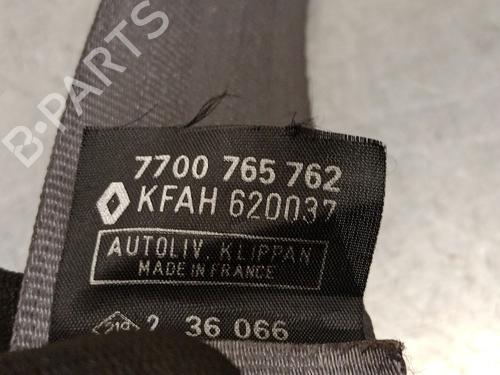 B-PARTS
7700 765 762
KFAH 620037
AUTOLIV. KLIPPAN
MADE IN FRANCE
2 36 066